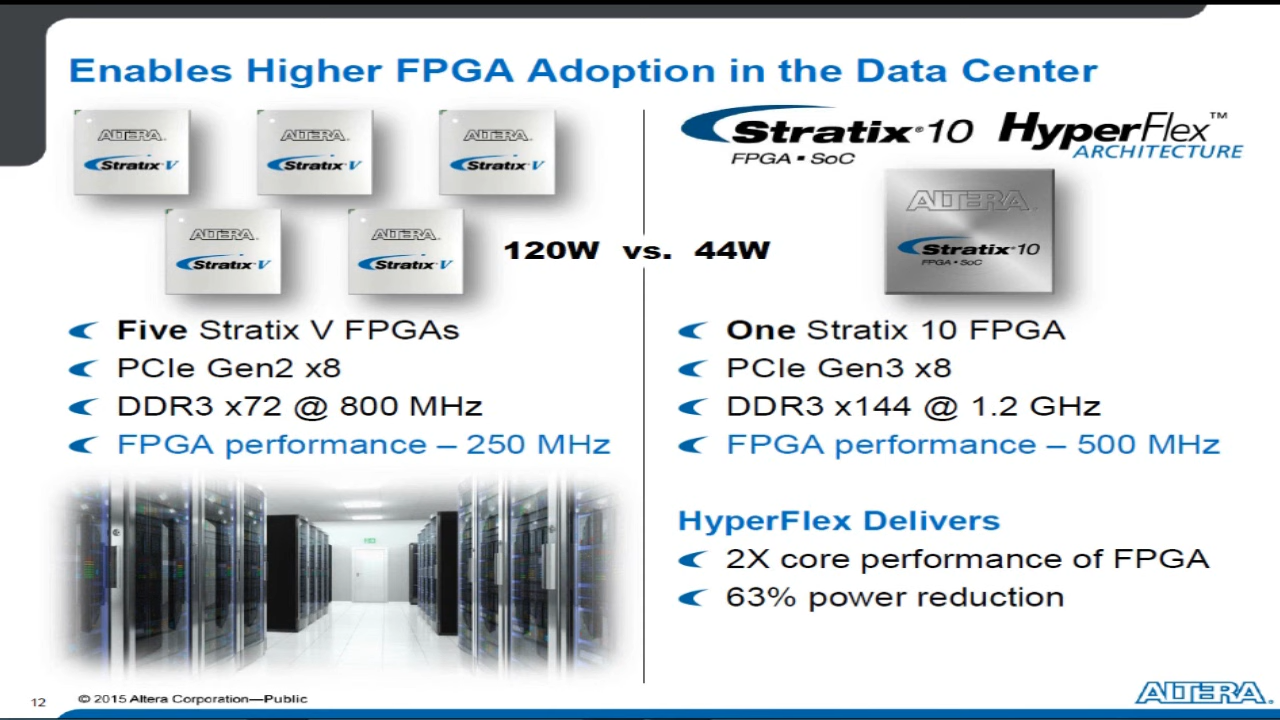 Enables Higher FPGA Adoption in the Data Center
ALTERA
Stratix V
ALTERA
Stratix V
ALTERA
Stratix V
ALTERA
Stratix V
ALTERA
Stratix V
120W vs. 44W
Five Stratix V FPGAs
PCIe Gen2 x8
DDR3 x72 @ 800 MHz
FPGA performance – 250 MHz
Stratix® 10
FPGA ▪ SoC
HyperFlex™
ARCHITECTURE
ALTERA
Stratix® 10
FPGA ▪ SoC
One Stratix 10 FPGA
PCIe Gen3 x8
DDR3 x144 @ 1.2 GHz
FPGA performance – 500 MHz
HyperFlex Delivers
2X core performance of FPGA
63% power reduction
12
© 2015 Altera Corporation—Public
ALTERA®